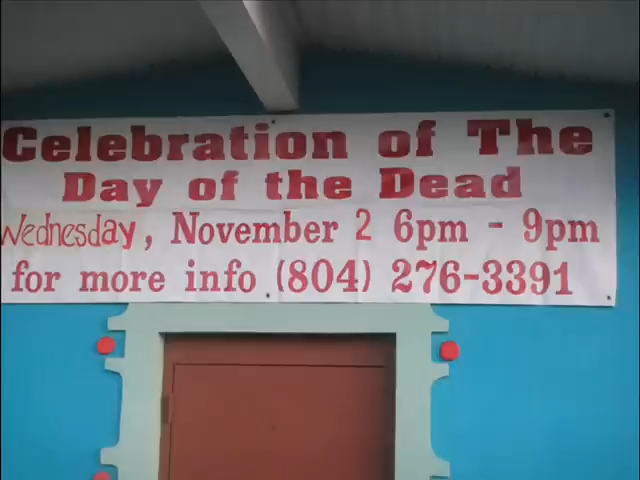 Celebration of The
Day of the Dead
Wednesday, November 2 6pm - 9pm
for more info (804) 276-3391